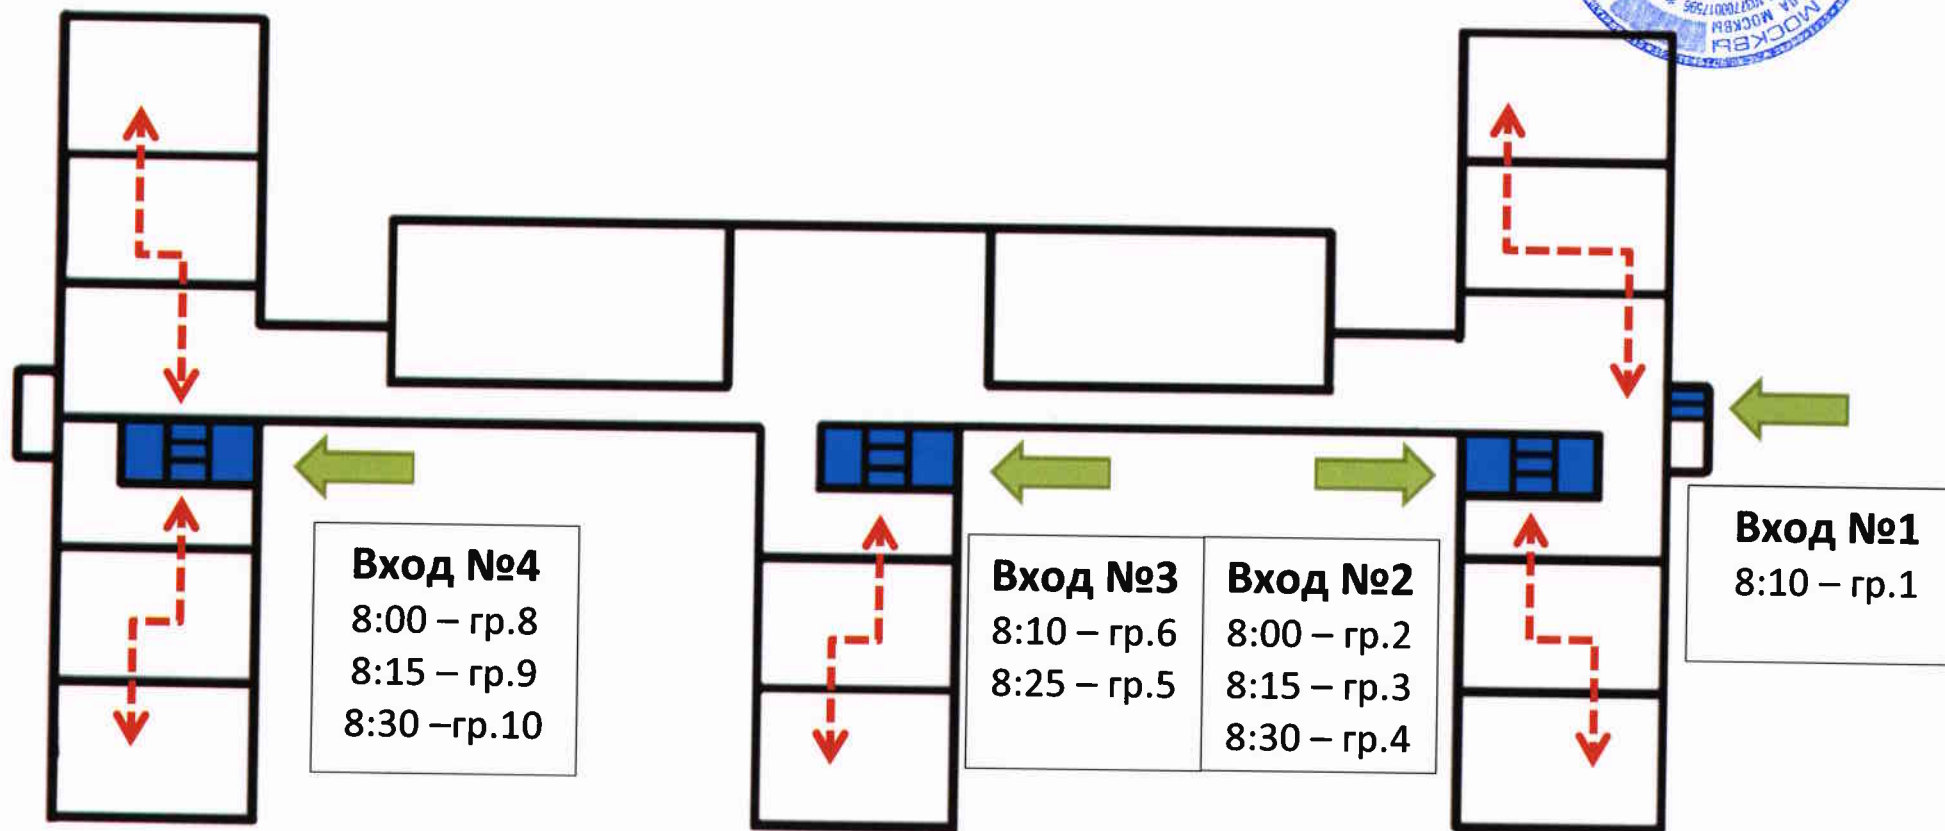 МОСКВЫ
МОСКВЫ
Вход №4
8:00 – гр.8
8:15 – гр.9
8:30 –гр.10
Вход №3
8:10 – гр.6
8:25 – гр.5
Вход №2
8:00 – гр.2
8:15 – гр.3
8:30 – гр.4
Вход №1
8:10 – гр.1